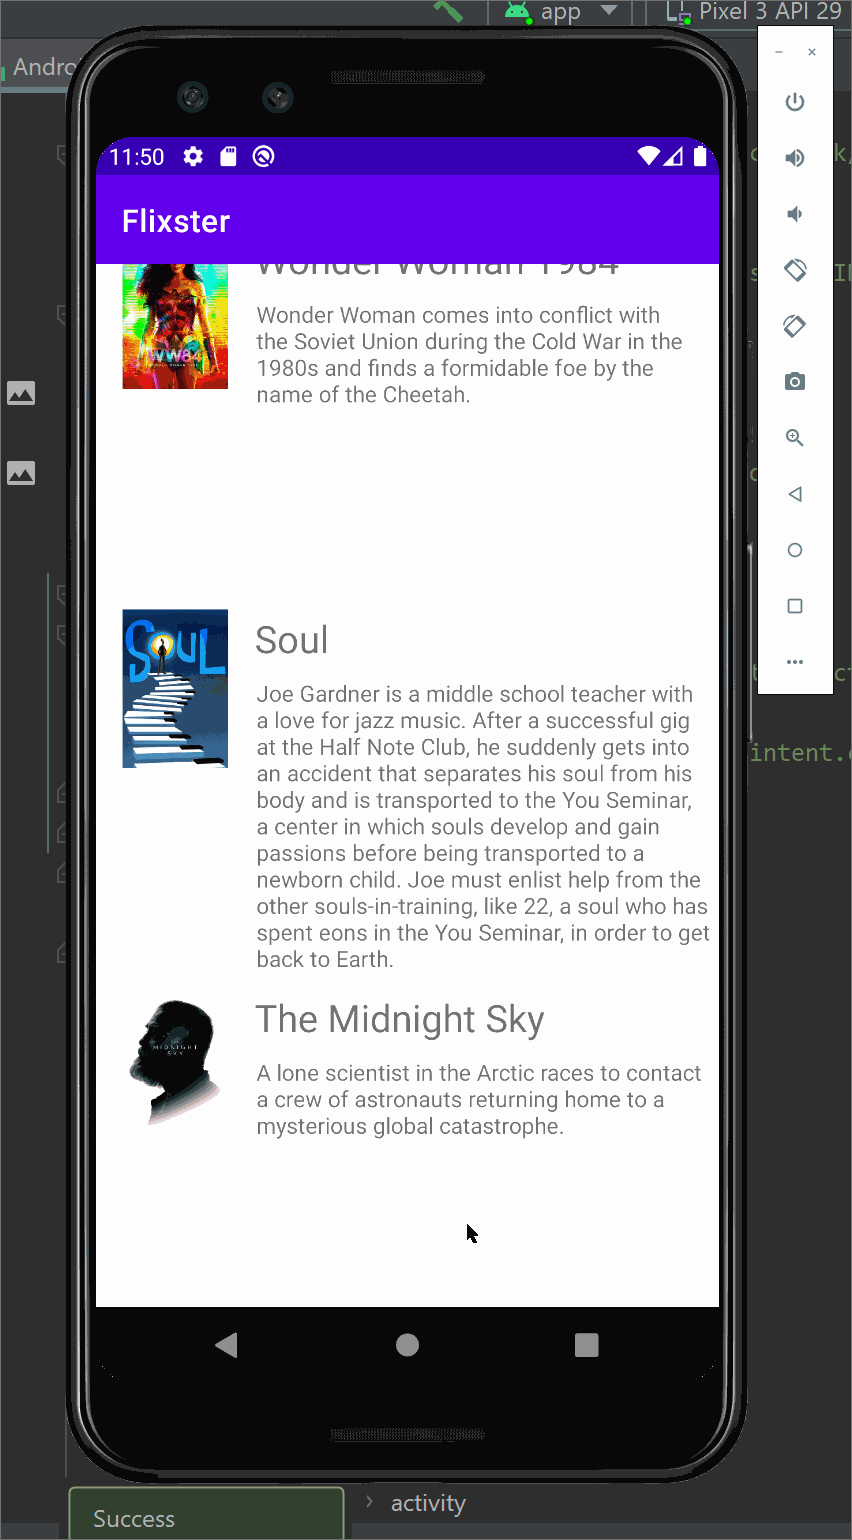 app
Pixel 3 API 29
11:50
Flixster
Wonder Woman 1984
WW84
Wonder Woman comes into conflict with
the Soviet Union during the Cold War in the
1980s and finds a formidable foe by the
name of the Cheetah.
SOUL
Soul
Joe Gardner is a middle school teacher with
a love for jazz music. After a successful gig
at the Half Note Club, he suddenly gets into
an accident that separates his soul from his
body and is transported to the You Seminar,
a center in which souls develop and gain
passions before being transported to a
newborn child. Joe must enlist help from the
other souls-in-training, like 22, a soul who has
spent eons in the You Seminar, in order to get
back to Earth.
intent.
MIDNIGHT
SKY
The Midnight Sky
A lone scientist in the Arctic races to contact
a crew of astronauts returning home to a
mysterious global catastrophe.
activity
Success